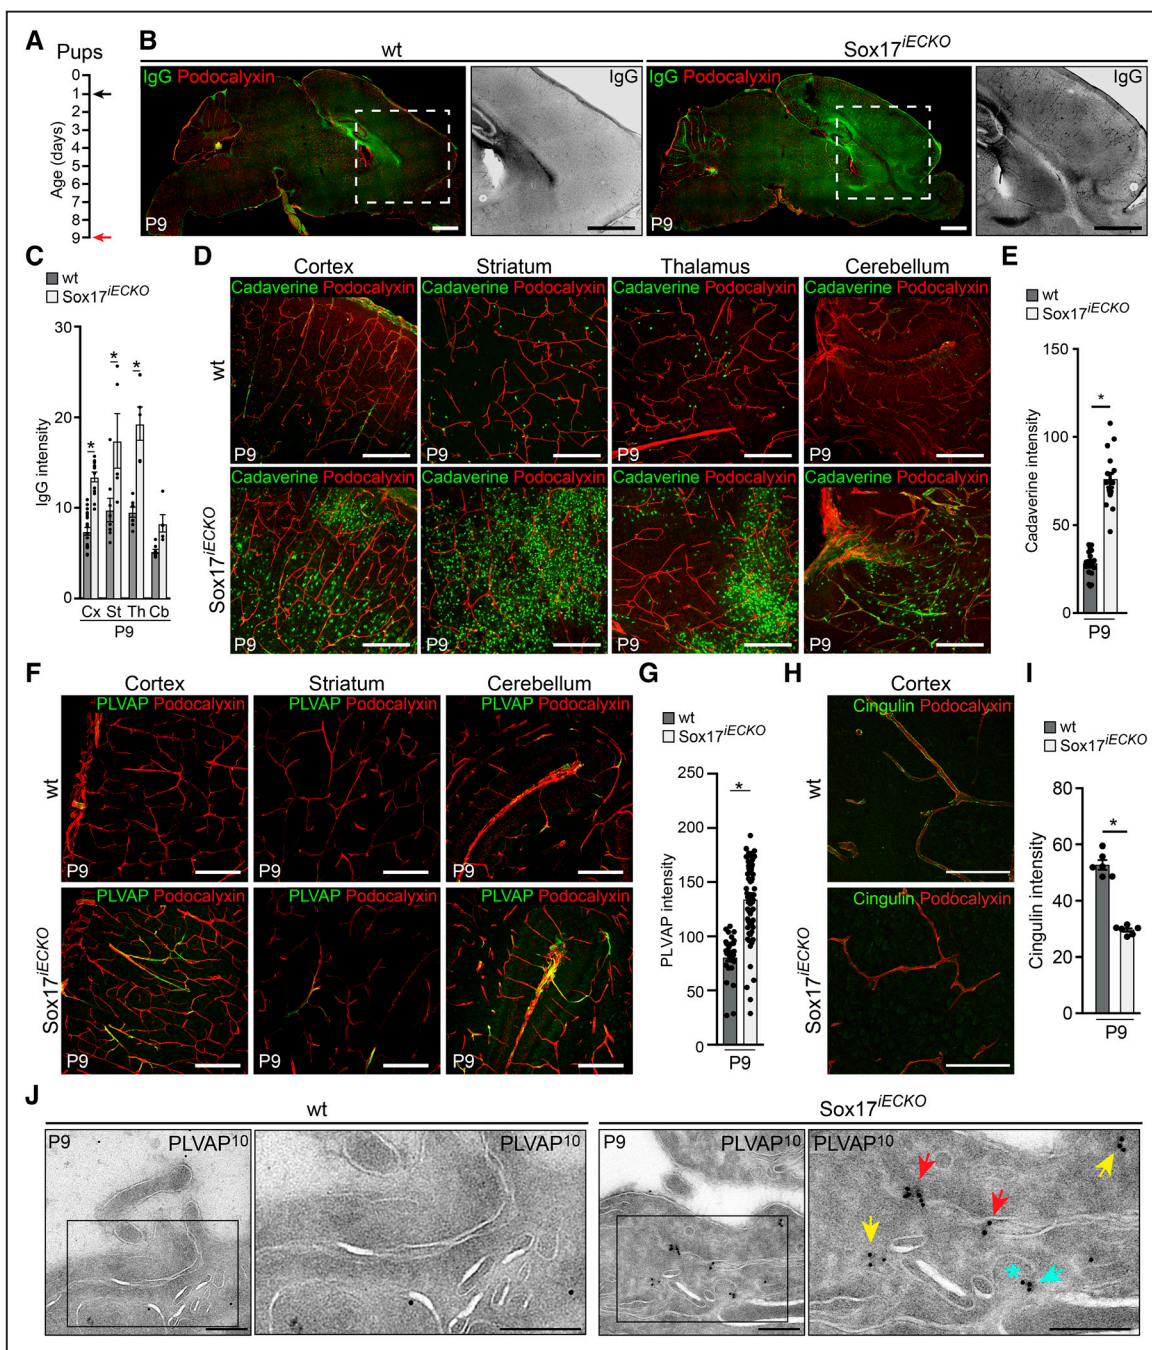 A
Pups
0
1
2
3
4
5
6
7
8
9
Age (days)
B
wt
Sox17iECKO
IgG Podocalyxin
IgG
IgG Podocalyxin
IgG
P9
P9
C
wt
Sox17iECKO
30
20
10
0
IgG intensity
*
*
*
Cx St Th Cb
P9
D
Cortex
Striatum
Thalamus
Cerebellum
wt
Cadaverine Podocalyxin
Cadaverine Podocalyxin
Cadaverine Podocalyxin
Cadaverine Podocalyxin
P9
P9
P9
P9
Sox17iECKO
Cadaverine Podocalyxin
Cadaverine Podocalyxin
Cadaverine Podocalyxin
Cadaverine Podocalyxin
P9
P9
P9
P9
E
wt
Sox17iECKO
150
100
50
0
Cadaverine intensity
*
P9
F
Cortex
Striatum
Cerebellum
wt
PLVAP Podocalyxin
PLVAP Podocalyxin
PLVAP Podocalyxin
P9
P9
P9
Sox17iECKO
PLVAP Podocalyxin
PLVAP Podocalyxin
PLVAP Podocalyxin
P9
P9
P9
G
wt
Sox17iECKO
250
200
150
100
50
0
PLVAP intensity
*
P9
H
Cortex
wt
Cingulin Podocalyxin
P9
Sox17iECKO
Cingulin Podocalyxin
P9
I
wt
Sox17iECKO
80
60
40
20
0
Cingulin intensity
*
P9
J
wt
Sox17iECKO
P9
PLVAP10
PLVAP10
P9
PLVAP10
PLVAP10
*